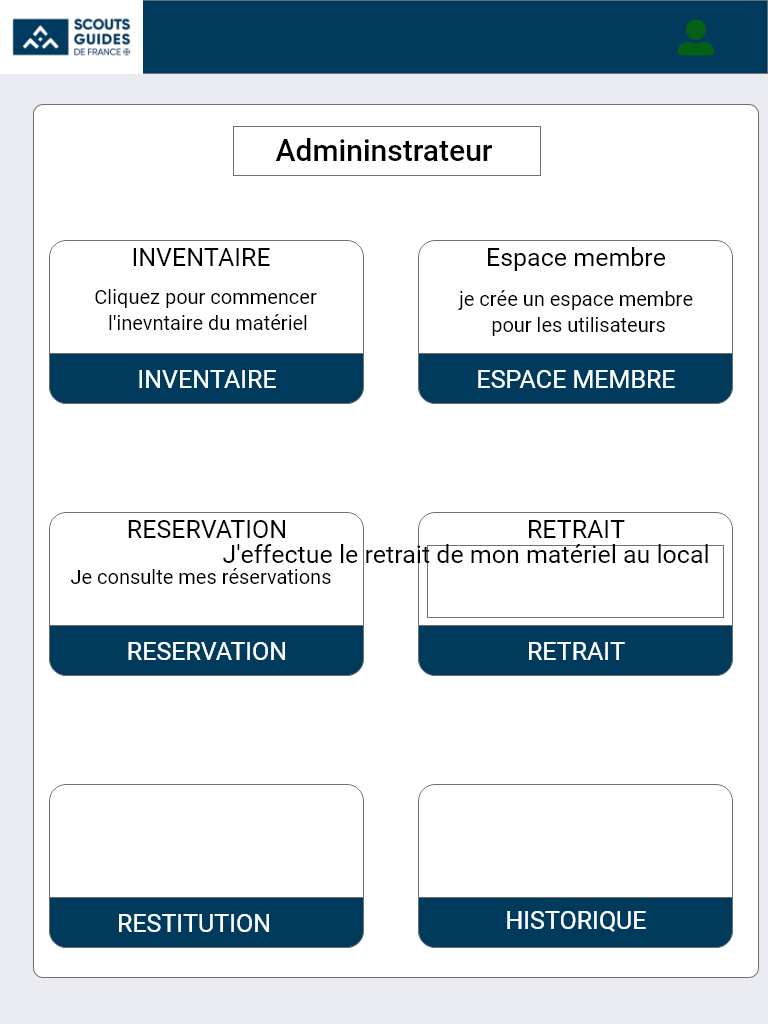 SCOUTS
GUIDES
DE FRANCE
Admininstrateur
INVENTAIRE
Cliquez pour commencer
l'inevntaire du matériel
INVENTAIRE
Espace membre
je crée un espace membre
pour les utilisateurs
ESPACE MEMBRE
RESERVATION
Je consulte mes réservations
RESERVATION
RETRAIT
J'effectue le retrait de mon matériel au local
RETRAIT
RESTITUTION
HISTORIQUE